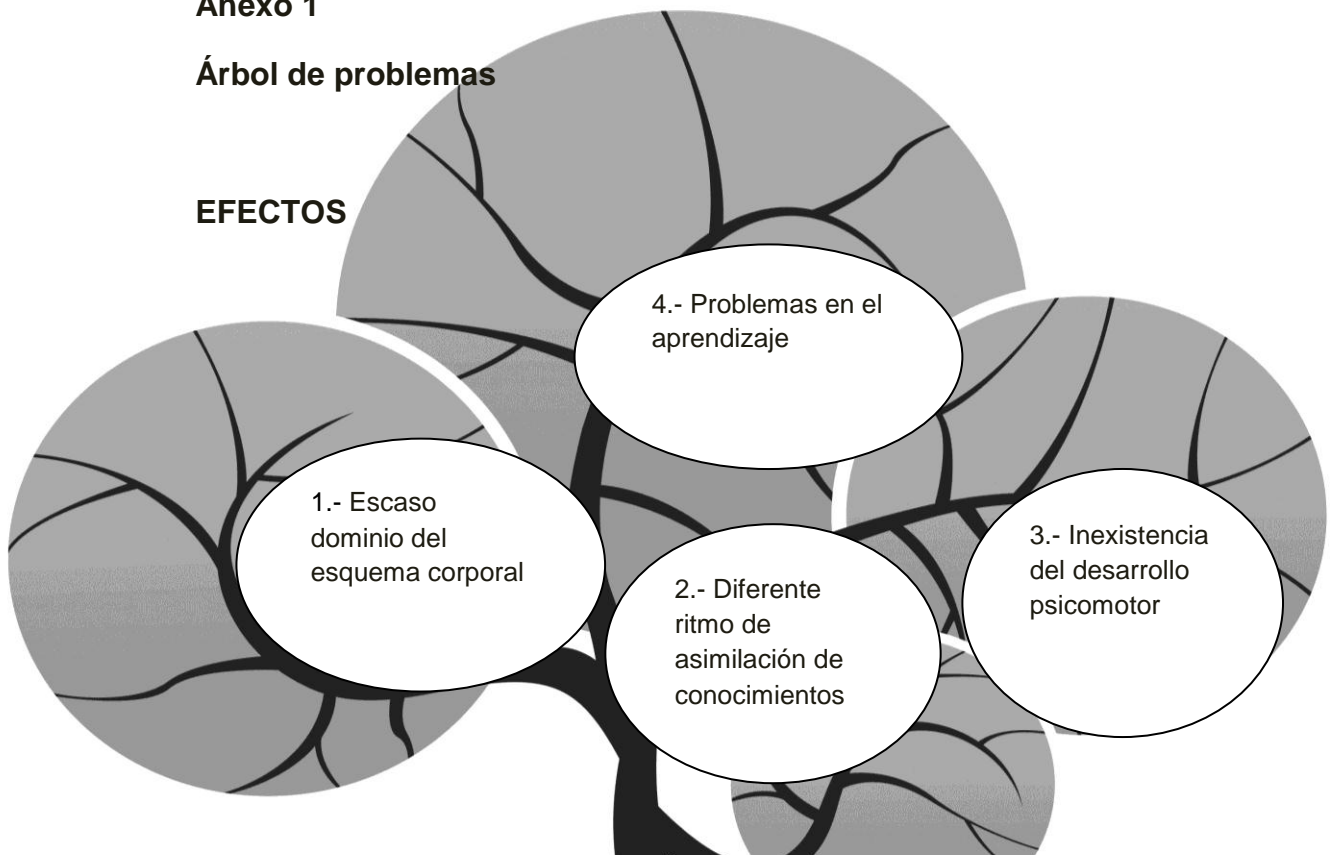 Anexo 1
Árbol de problemas
EFECTOS
4.- Problemas en el
aprendizaje
1.- Escaso
dominio del
esquema corporal
2.- Diferente
ritmo de
asimilación de
conocimientos
3.- Inexistencia
del desarrollo
psicomotor